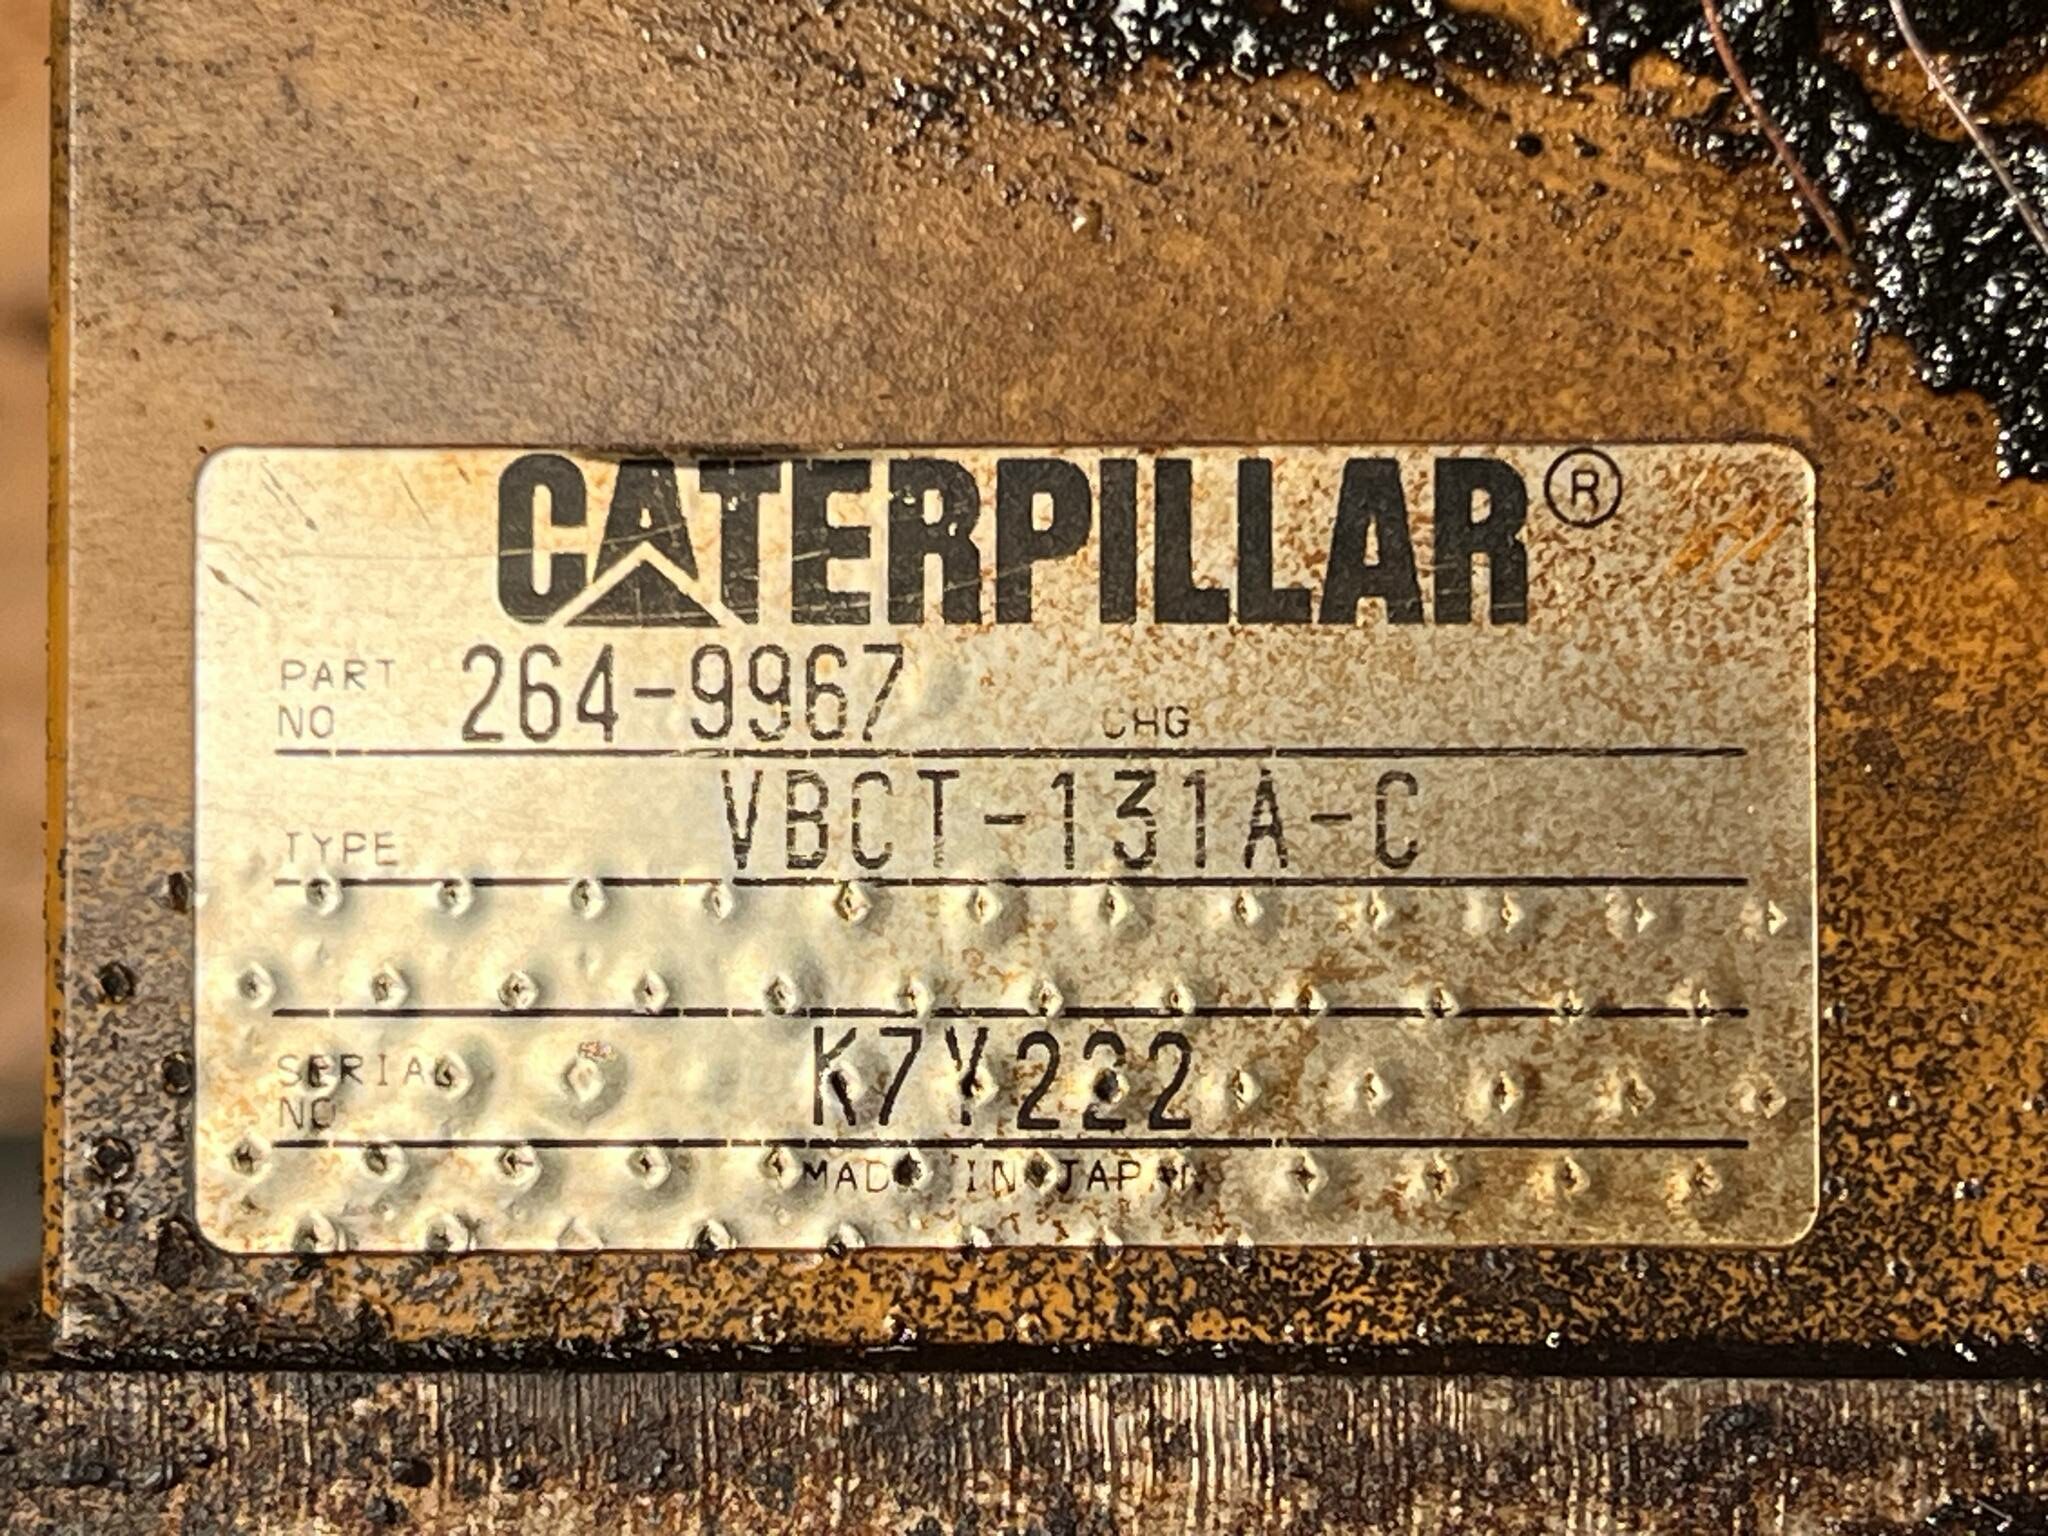 CATERPILLAR®
PART NO 264-9967 CHG
TYPE VBCT-131A-C
SERIAL NO K7Y222
MADE IN JAPAN